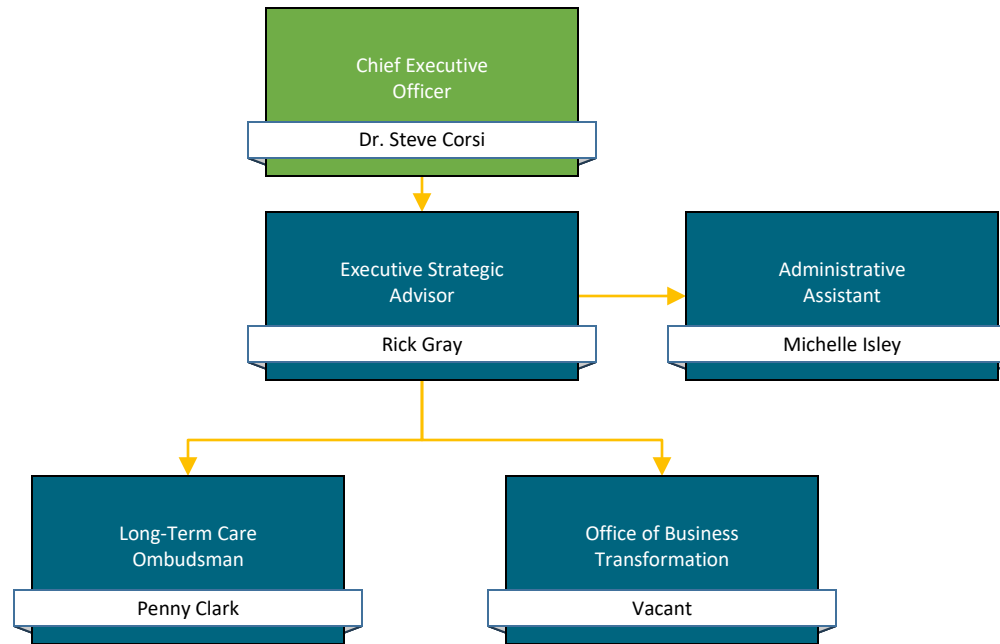 Chief Executive
Officer
Dr. Steve Corsi
Executive Strategic
Advisor
Rick Gray
Administrative
Assistant
Michelle Isley
Long-Term Care
Ombudsman
Penny Clark
Office of Business
Transformation
Vacant